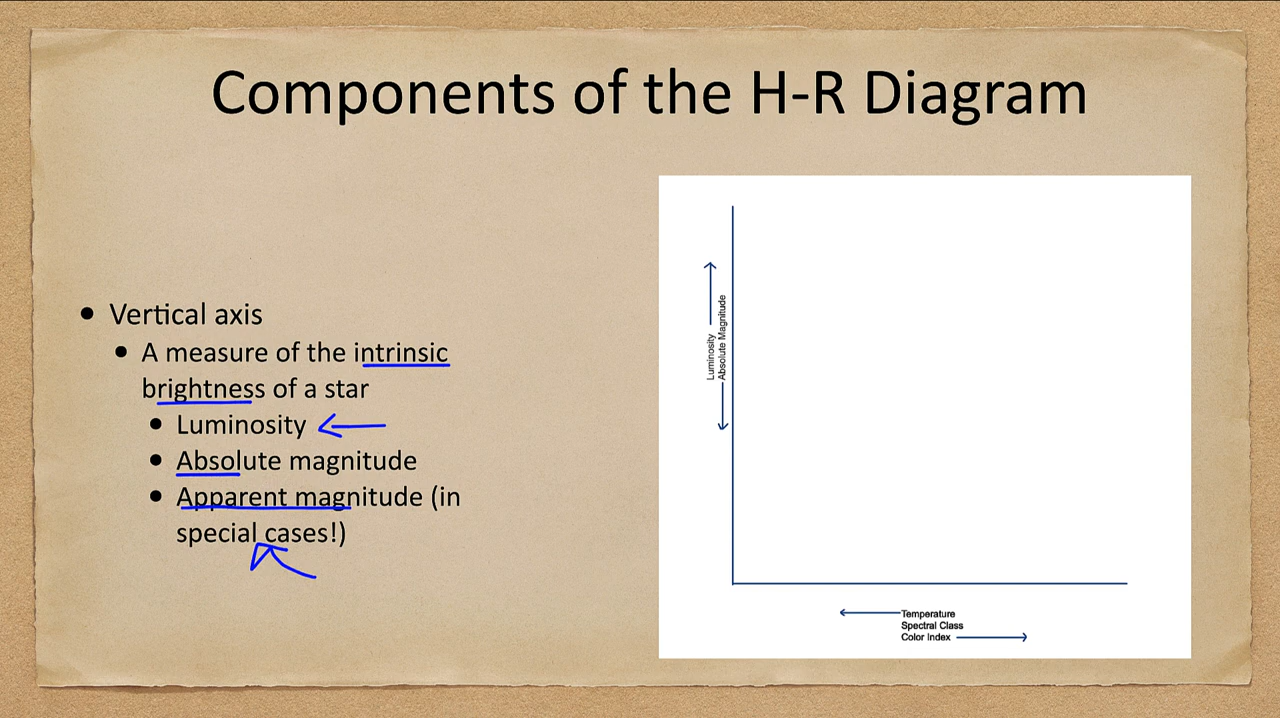 Components of the H-R Diagram
• Vertical axis
• A measure of the intrinsic
brightness of a star
• Luminosity
• Absolute magnitude
• Apparent magnitude (in
special cases!)
Luminosity
Absolute Magnitude
Temperature
Spectral Class
Color Index